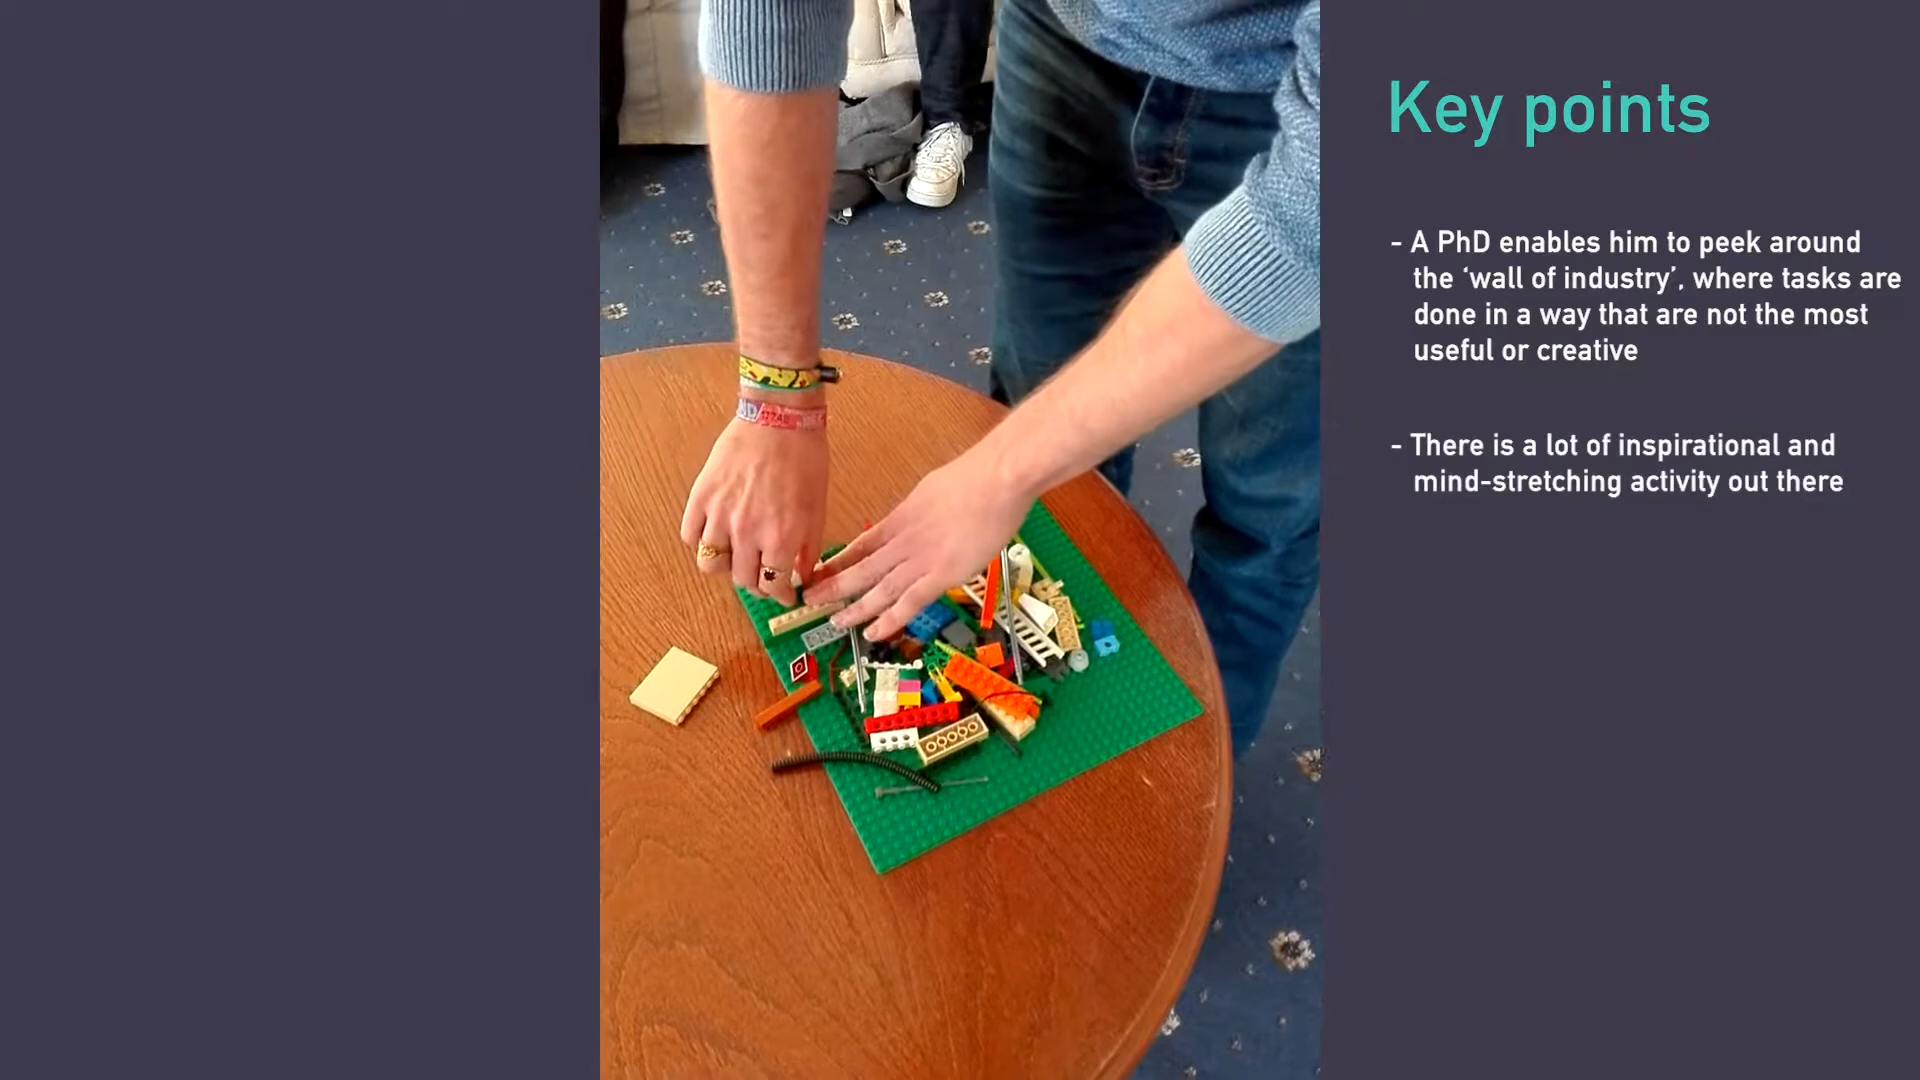 Key points
- A PhD enables him to peek around
the ‘wall of industry’, where tasks are
done in a way that are not the most
useful or creative
- There is a lot of inspirational and
mind-stretching activity out there